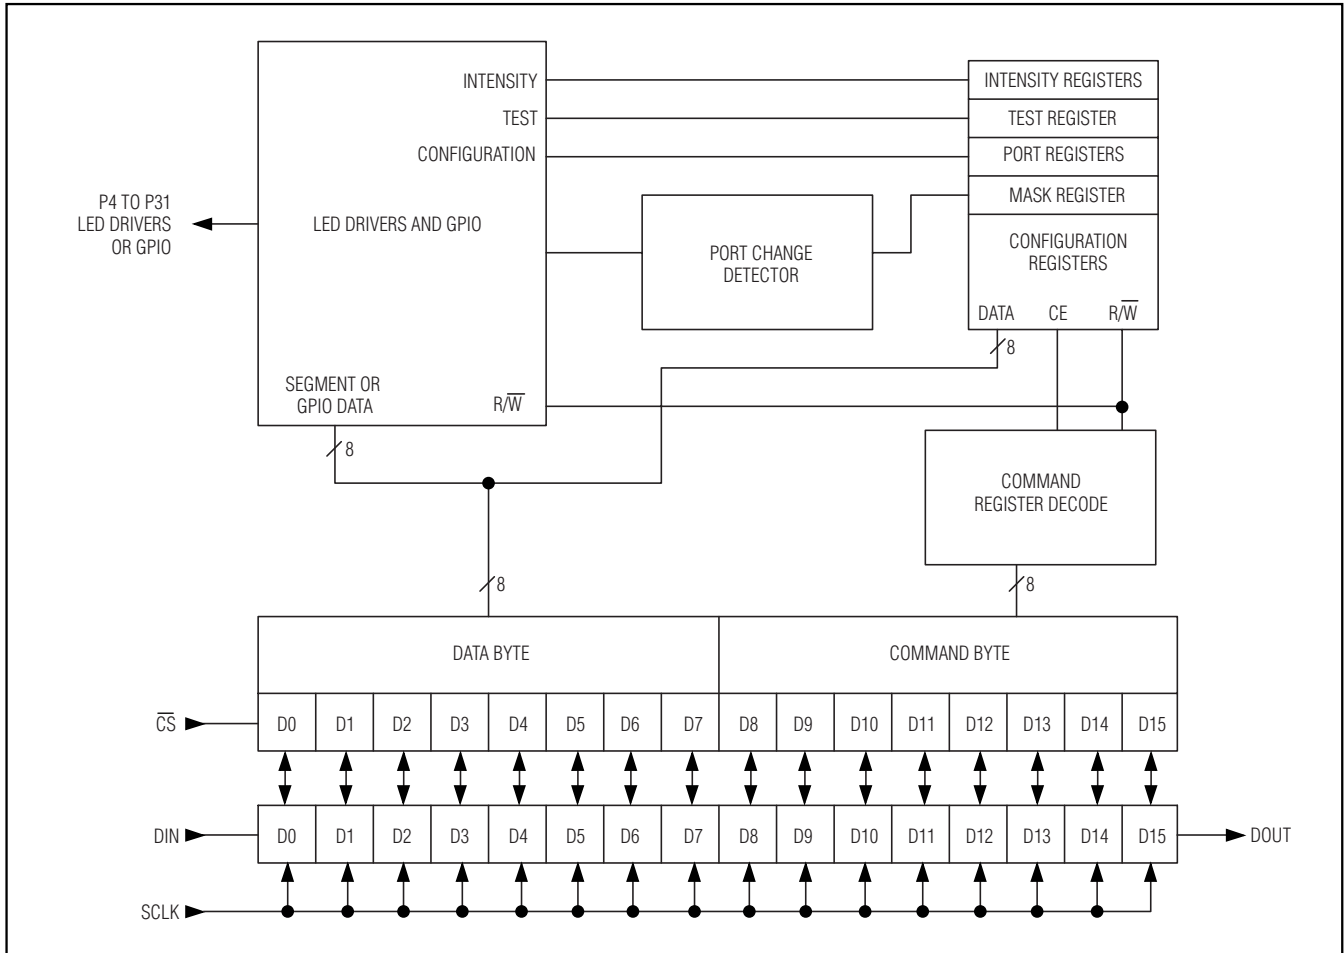 INTENSITY
TEST
CONFIGURATION
P4 TO P31
LED DRIVERS
OR GPIO
LED DRIVERS AND GPIO
SEGMENT OR
GPIO DATA
R/W̅
8
PORT CHANGE
DETECTOR
INTENSITY REGISTERS
TEST REGISTER
PORT REGISTERS
MASK REGISTER
CONFIGURATION
REGISTERS
DATA CE R/W̅
8
COMMAND
REGISTER DECODE
8
8
DATA BYTE
COMMAND BYTE
C̅S̅
D0 D1 D2 D3 D4 D5 D6 D7 D8 D9 D10 D11 D12 D13 D14 D15
DIN
D0 D1 D2 D3 D4 D5 D6 D7 D8 D9 D10 D11 D12 D13 D14 D15
DOUT
SCLK